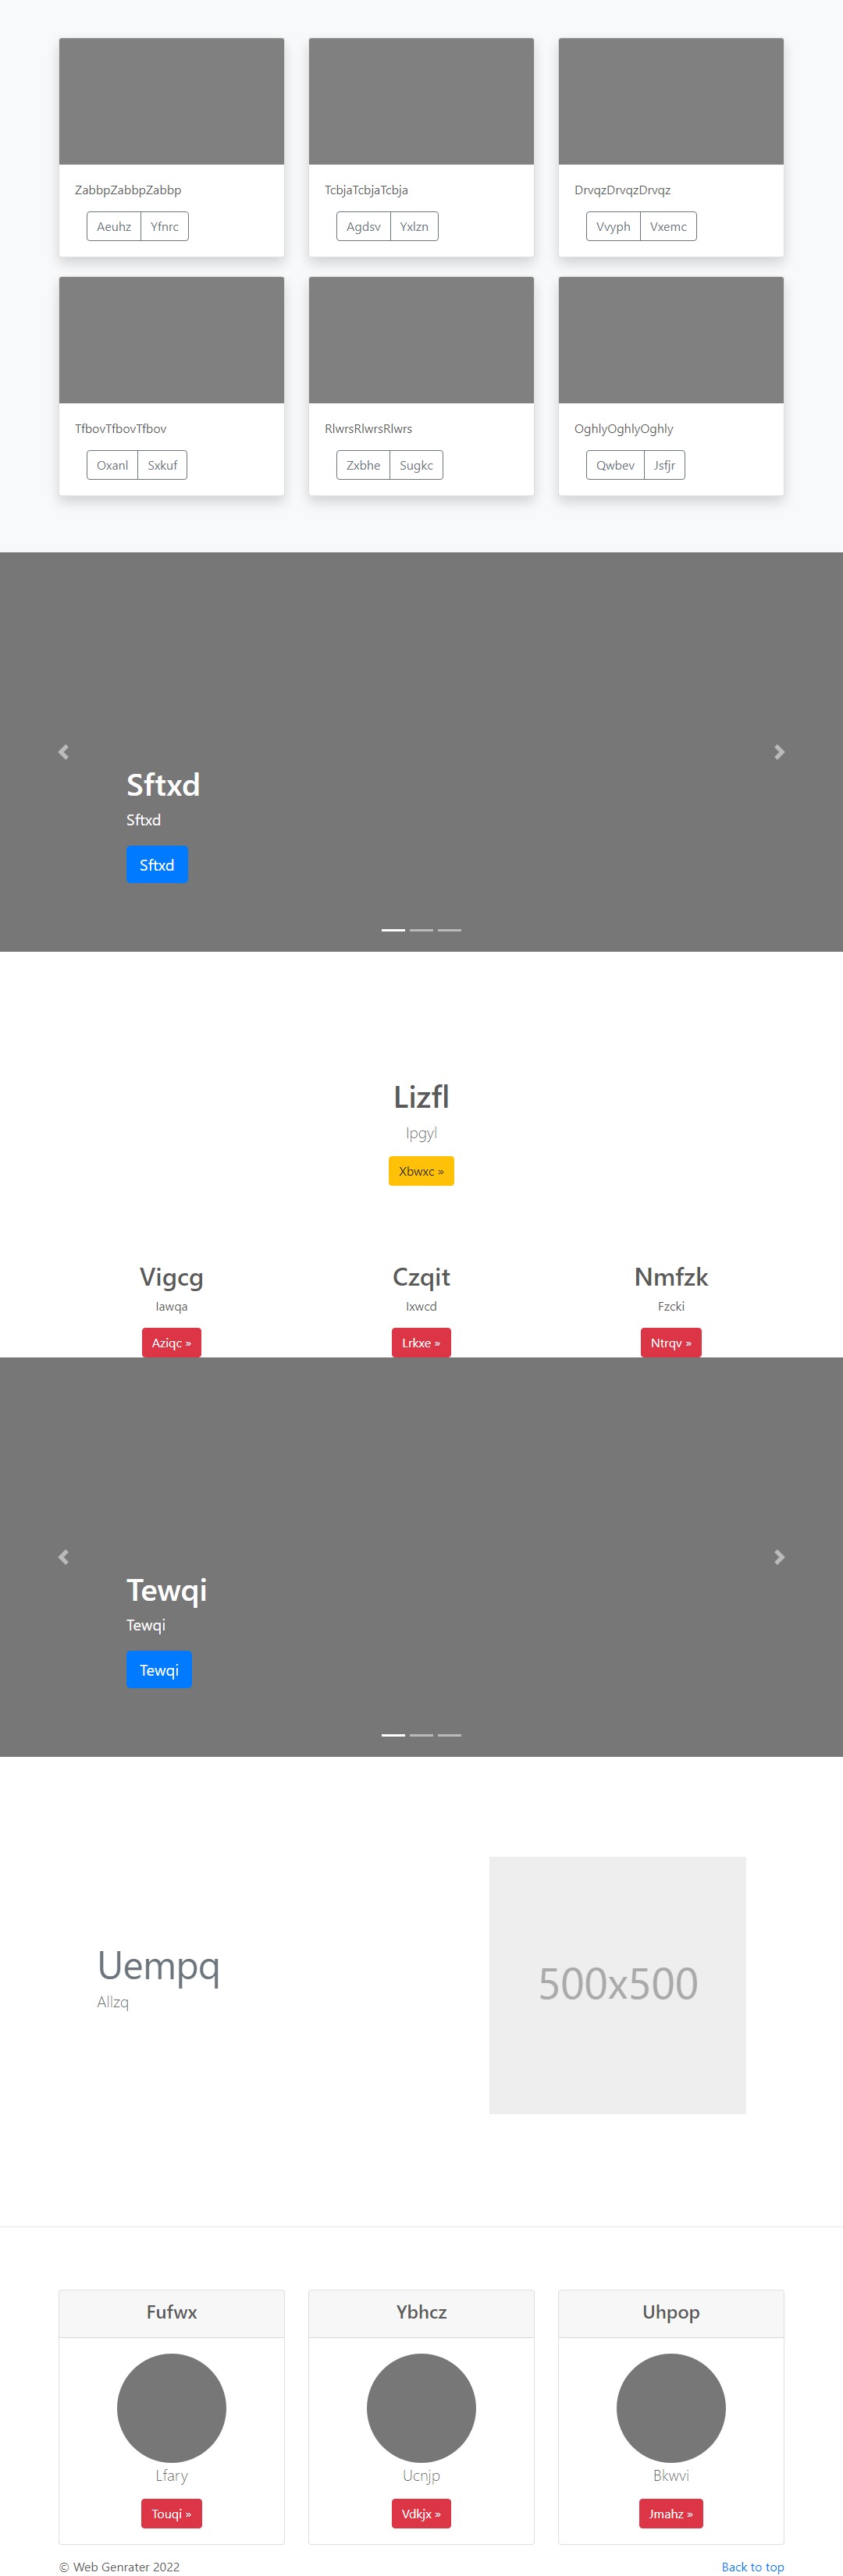 ZabbpZabbpZabbp
Aeuhz Yfnrc
TcbjaTcbjaTcbja
Agdsv Yxlzn
DrvqzDrvqzDrvqz
Vvyph Vxemc
TfbovTfbovTfbov
Oxanl Sxkuf
RlwrsRlwrsRlwrs
Zxbhe Sugkc
OghlyOghlyOghly
Qwbev Jsfjr
Sftxd
Sftxd
Sftxd
Lizfl
Ipgyl
Xbwxc »
Vigcg
Iawqa
Aziqc »
Czqit
Ixwcd
Lrkxe »
Nmfzk
Fzcki
Ntrqv »
Tewqi
Tewqi
Tewqi
Uempq
Allzq
500x500
Fufwx
Lfary
Touqi »
Ybhcz
Ucnjp
Vdkjx »
Uhpop
Bkwvi
Jmahz »
© Web Genrater 2022
Back to top